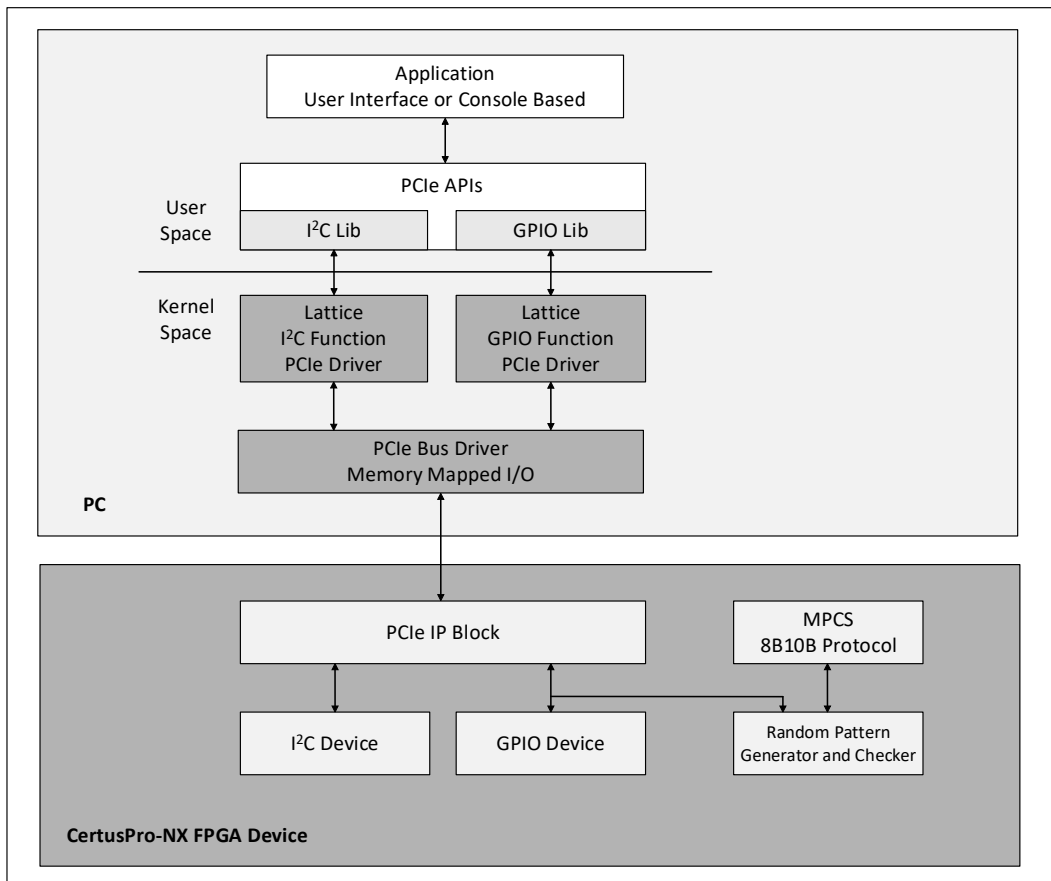 Application
User Interface or Console Based
PCIe APIs
User
Space
I²C Lib
GPIO Lib
Kernel
Space
Lattice
I²C Function
PCIe Driver
Lattice
GPIO Function
PCIe Driver
PCIe Bus Driver
Memory Mapped I/O
PC
PCIe IP Block
MPCS
8B10B Protocol
I²C Device
GPIO Device
Random Pattern
Generator and Checker
CertusPro-NX FPGA Device